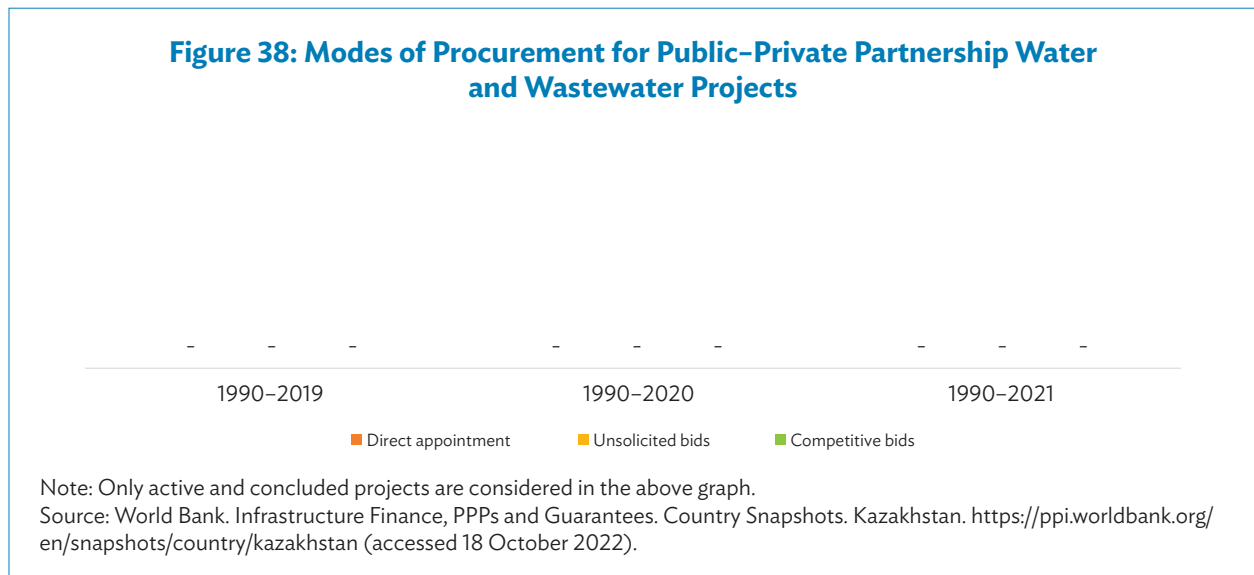 Figure 38: Modes of Procurement for Public–Private Partnership Water
and Wastewater Projects
– – – – – – – – –
1990–2019 1990–2020 1990–2021
Direct appointment Unsolicited bids Competitive bids
Note: Only active and concluded projects are considered in the above graph.
Source: World Bank. Infrastructure Finance, PPPs and Guarantees. Country Snapshots. Kazakhstan. https://ppi.worldbank.org/
en/snapshots/country/kazakhstan (accessed 18 October 2022).